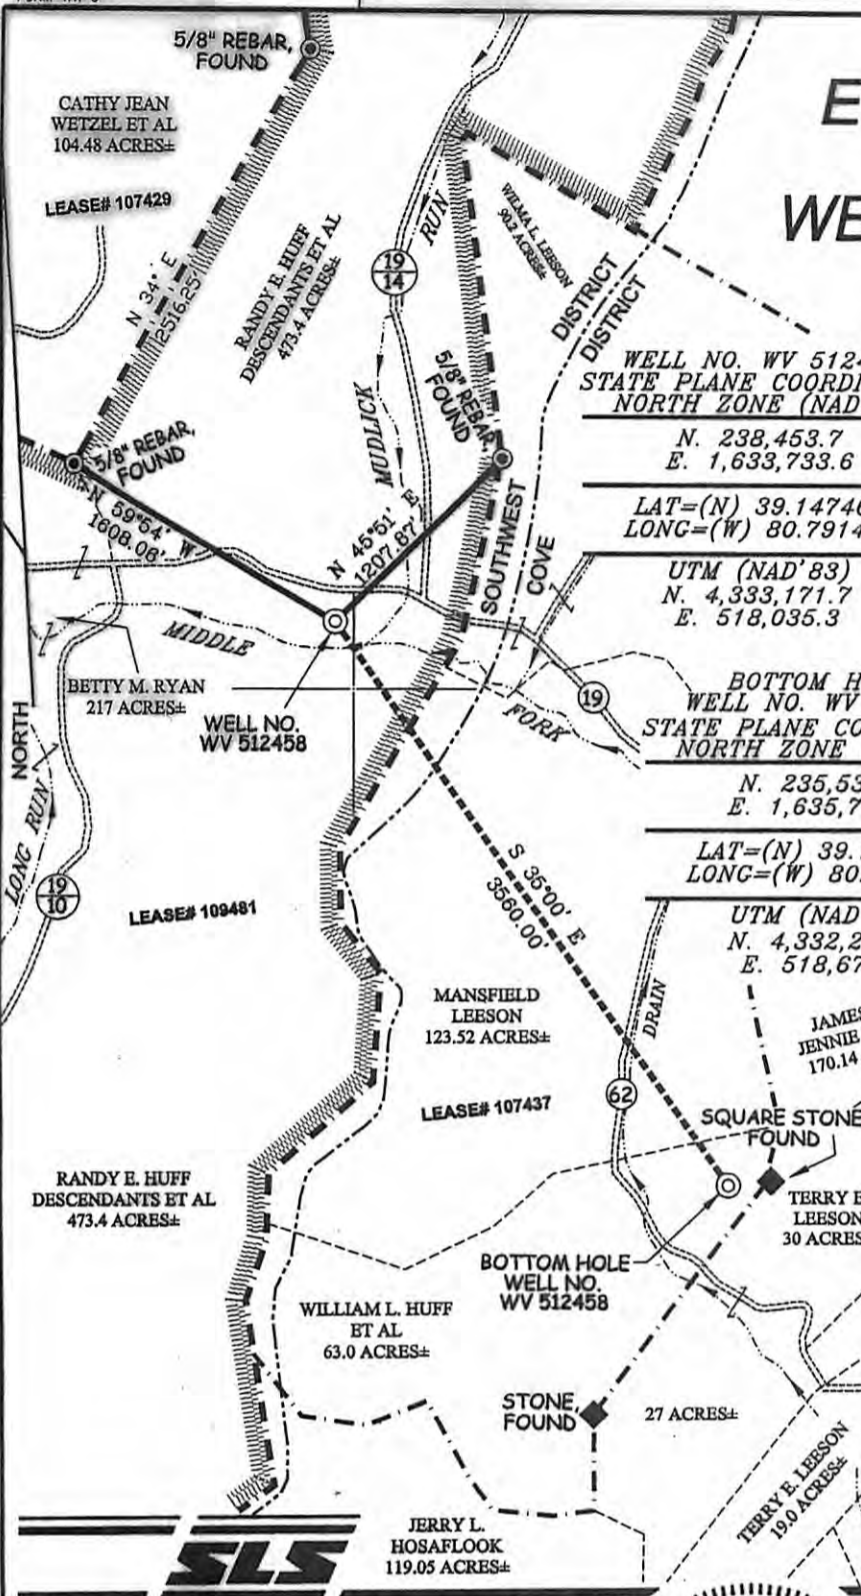 5/8" REBAR,
FOUND
CATHY JEAN
WETZEL ET AL
104.48 ACRES±
LEASE# 107429
N 34° E
2516.25'
RANDY E. HUFF
DESCENDANTS ET AL
473.4 ACRES±
19
14
RUN
WILMA L. LEESON
90.2 ACRES±
DISTRICT
DISTRICT
E
WE
WELL NO. WV 5124
STATE PLANE COORDI
NORTH ZONE (NAD
N. 238,453.7
E. 1,633,733.6
LAT=(N) 39.14746
LONG=(W) 80.7914
UTM (NAD'83)
N. 4,333,171.7
E. 518,035.3
BOTTOM H
WELL NO. WV
STATE PLANE CO
NORTH ZONE
N. 235,53
E. 1,635,7
LAT=(N) 39.
LONG=(W) 80.
UTM (NAD
N. 4,332,2
E. 518,67
5/8" REBAR,
FOUND
MUDLICK
5/8" REBAR
FOUND
N 59°54' W
1608.08'
N 45°51' E
1207.87'
SOUTHWEST
COVE
MIDDLE
FORK
BETTY M. RYAN
217 ACRES±
WELL NO.
WV 512458
19
NORTH
LONG RUN
19
10
LEASE# 109481
S 35°00' E
3560.00'
MANSFIELD
LEESON
123.52 ACRES±
LEASE# 107437
DRAIN
62
JAMES
JENNIE
170.14
SQUARE STONE
FOUND
TERRY E
LEESON
30 ACRES
RANDY E. HUFF
DESCENDANTS ET AL
473.4 ACRES±
BOTTOM HOLE
WELL NO.
WV 512458
WILLIAM L. HUFF
ET AL
63.0 ACRES±
STONE
FOUND
27 ACRES±
TERRY E. LEESON
19.0 ACRES±
JERRY L.
HOSAFLOOK
119.05 ACRES±
SLS